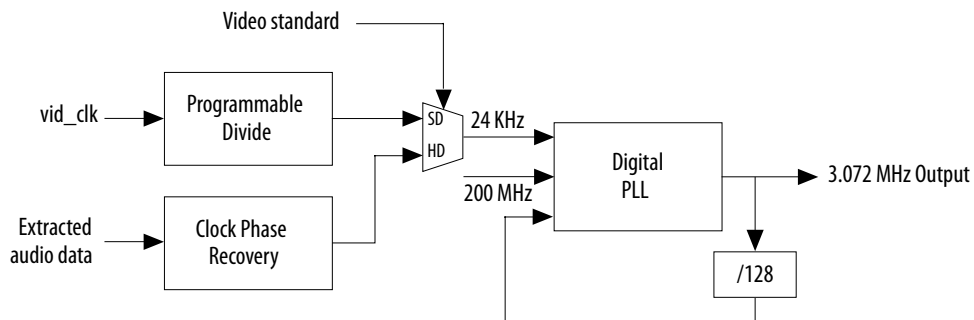 Video standard
vid_clk
Programmable
Divide
SD
HD
24 KHz
200 MHz
Digital
PLL
3.072 MHz Output
Extracted
audio data
Clock Phase
Recovery
/128